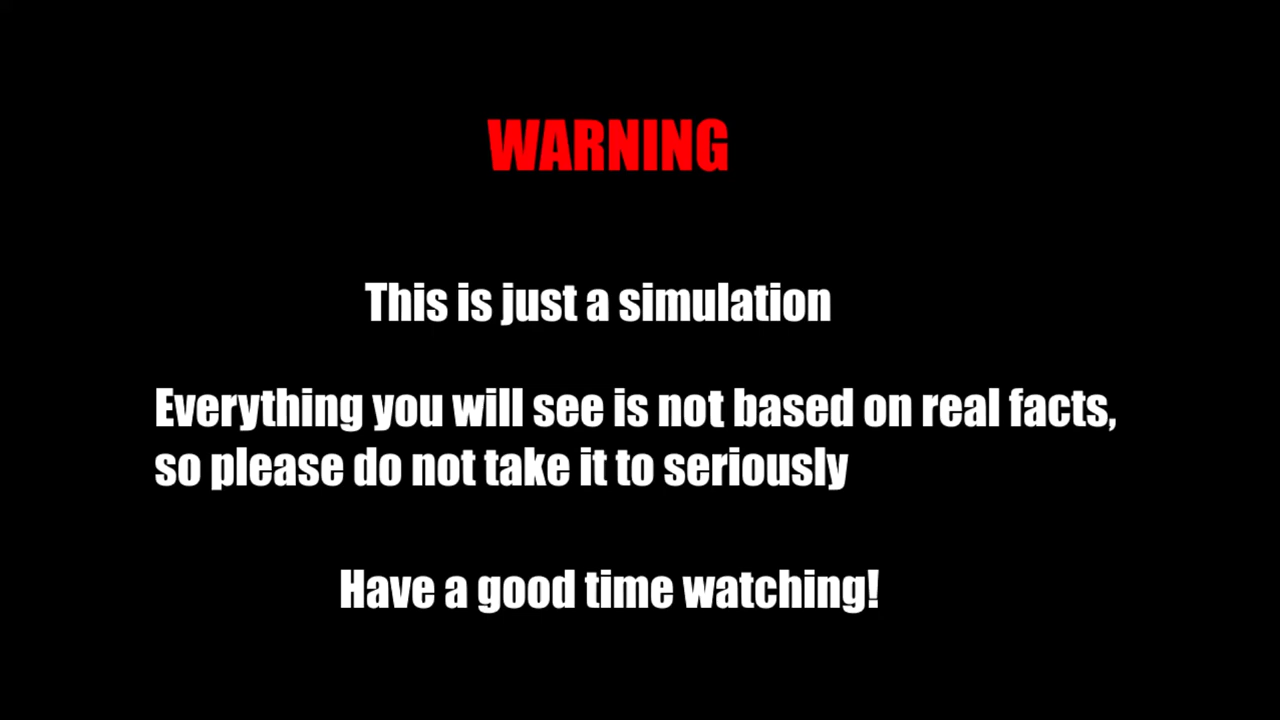 WARNING
This is just a simulation
Everything you will see is not based on real facts,
so please do not take it to seriously
Have a good time watching!